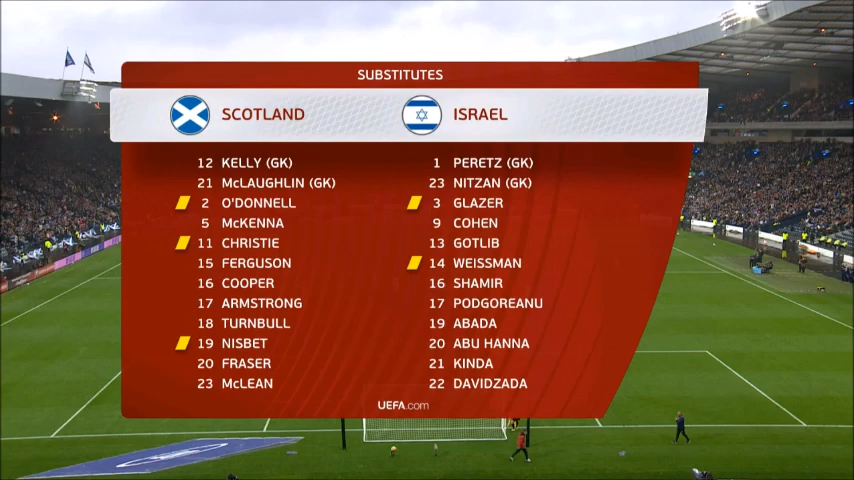 SUBSTITUTES
SCOTLAND ISRAEL
12 KELLY (GK) 1 PERETZ (GK)
21 McLAUGHLIN (GK) 23 NITZAN (GK)
2 O'DONNELL 3 GLAZER
5 McKENNA 9 COHEN
11 CHRISTIE 13 GOTLIB
15 FERGUSON 14 WEISSMAN
16 COOPER 16 SHAMIR
17 ARMSTRONG 17 PODGOREANU
18 TURNBULL 19 ABADA
19 NISBET 20 ABU HANNA
20 FRASER 21 KINDA
23 McLEAN 22 DAVIDZADA
UEFA.com